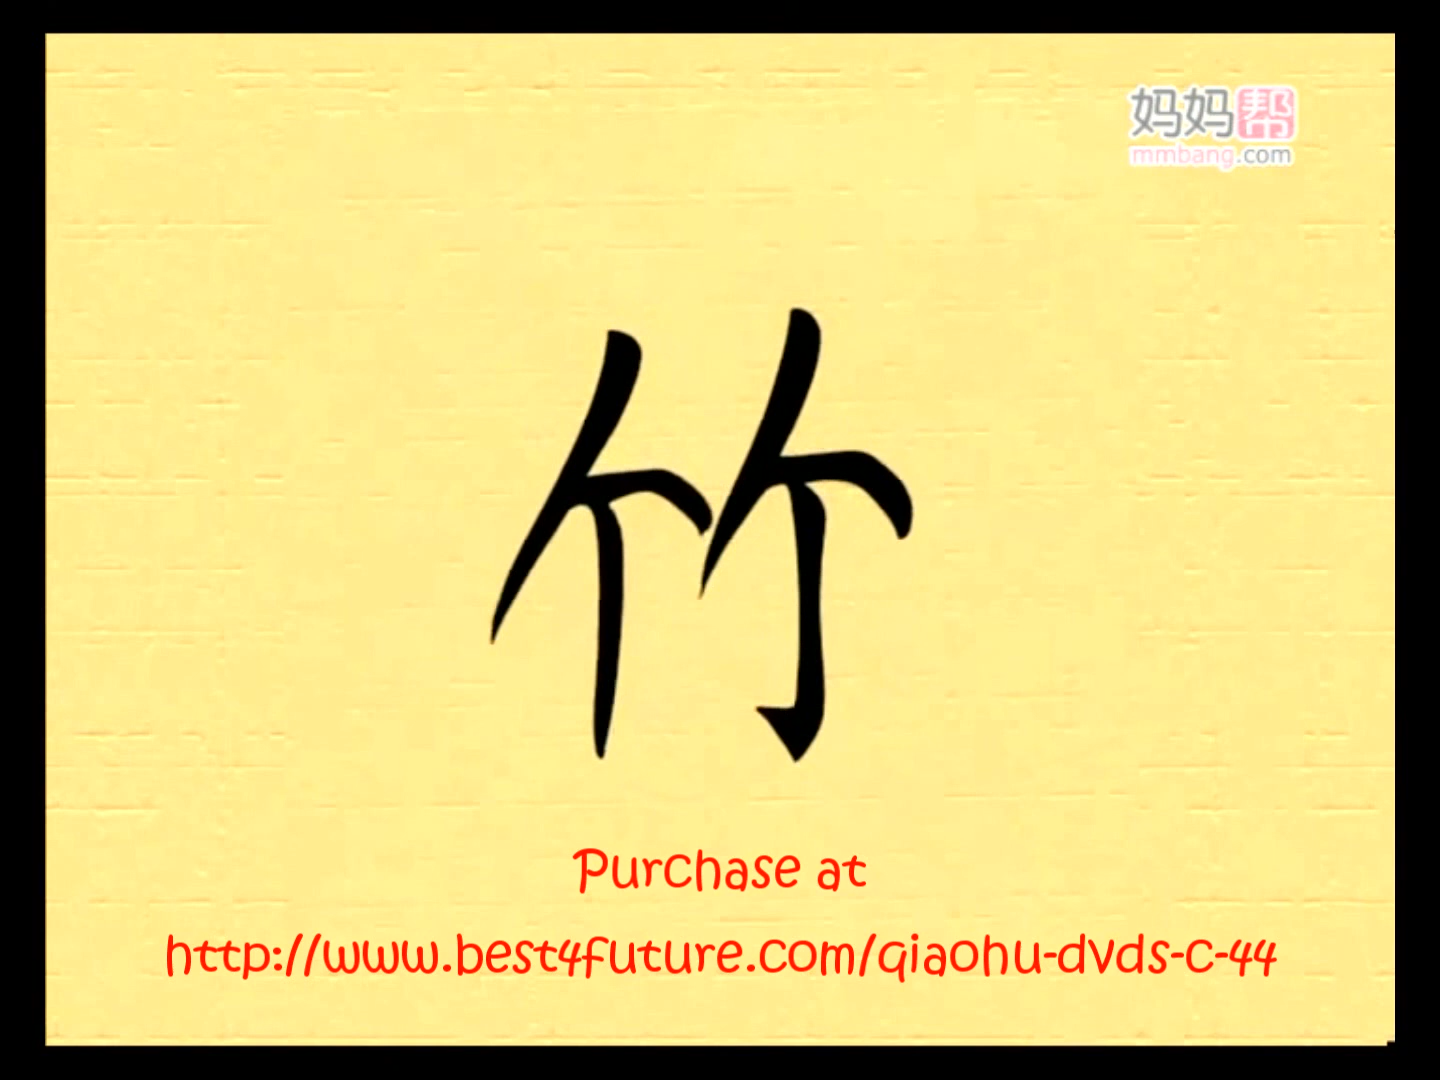 妈妈帮
mmbang.com
竹
Purchase at
http://www.best4future.com/qiaohu-dvds-c-44